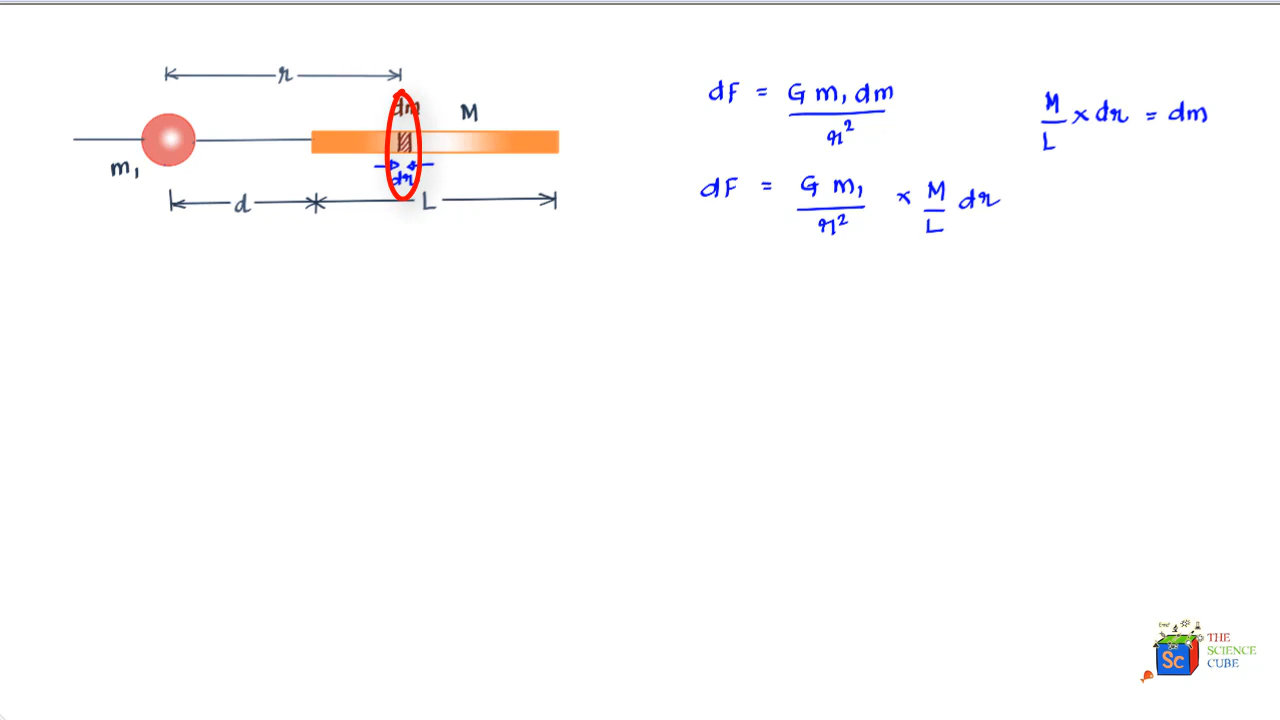 r
dm
M
m₁
dr
d
L
dF = G m₁ dm / r²
M/L × dr = dm
dF = G m₁ / r² × M/L dr
Sc
THE
SCIENCE
CUBE